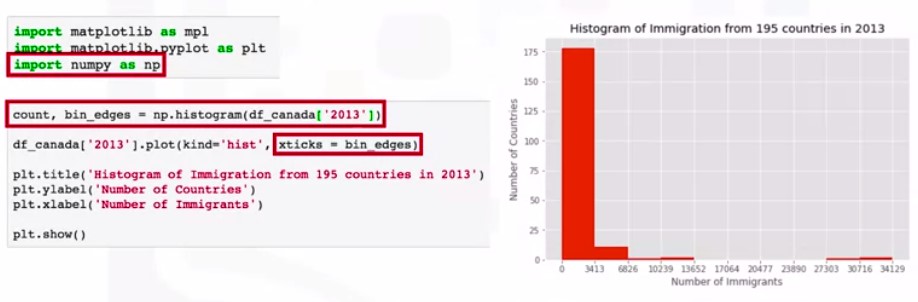 import matplotlib as mpl
import matplotlib.pyplot as plt
import numpy as np
count, bin_edges = np.histogram(df_canada['2013'])
df_canada['2013'].plot(kind='hist', xticks = bin_edges)
plt.title('Histogram of Immigration from 195 countries in 2013')
plt.ylabel('Number of Countries')
plt.xlabel('Number of Immigrants')
plt.show()
Histogram of Immigration from 195 countries in 2013
Number of Countries
175
150
125
100
75
50
25
0
0 3413 6826 10239 13652 17064 20477 23890 27303 30716 34129
Number of Immigrants